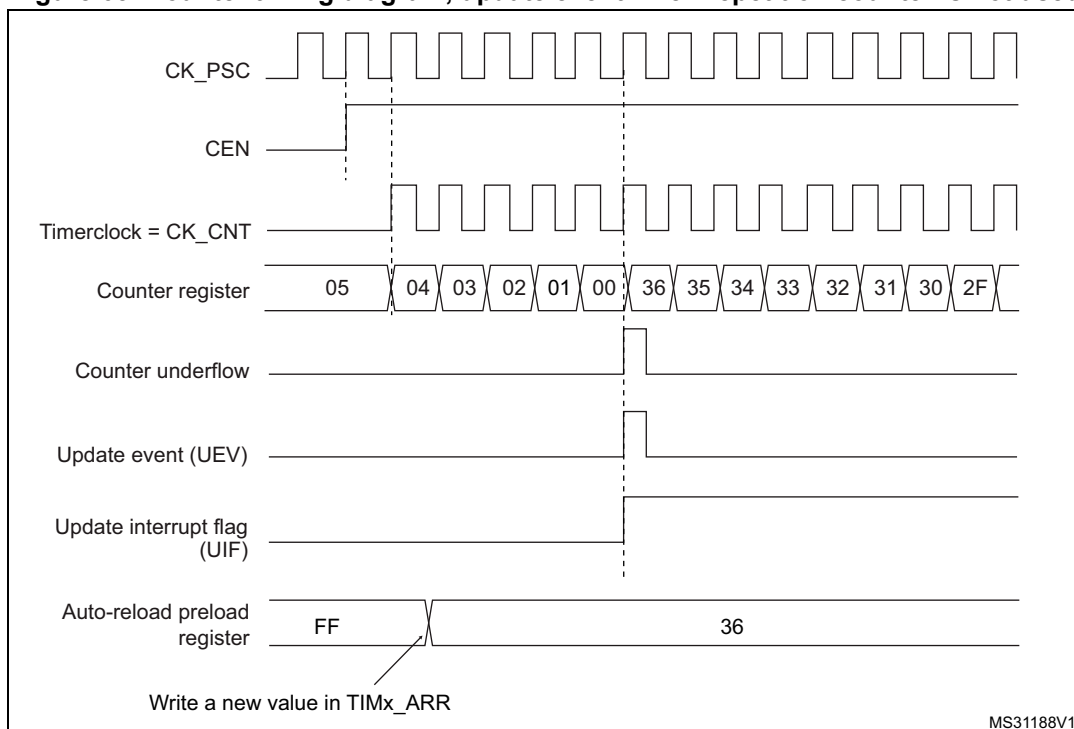 CK_PSC
CEN
Timerclock = CK_CNT
Counter register 05 04 03 02 01 00 36 35 34 33 32 31 30 2F
Counter underflow
Update event (UEV)
Update interrupt flag
(UIF)
Auto-reload preload
register
FF 36
Write a new value in TIMx_ARR
MS31188V1